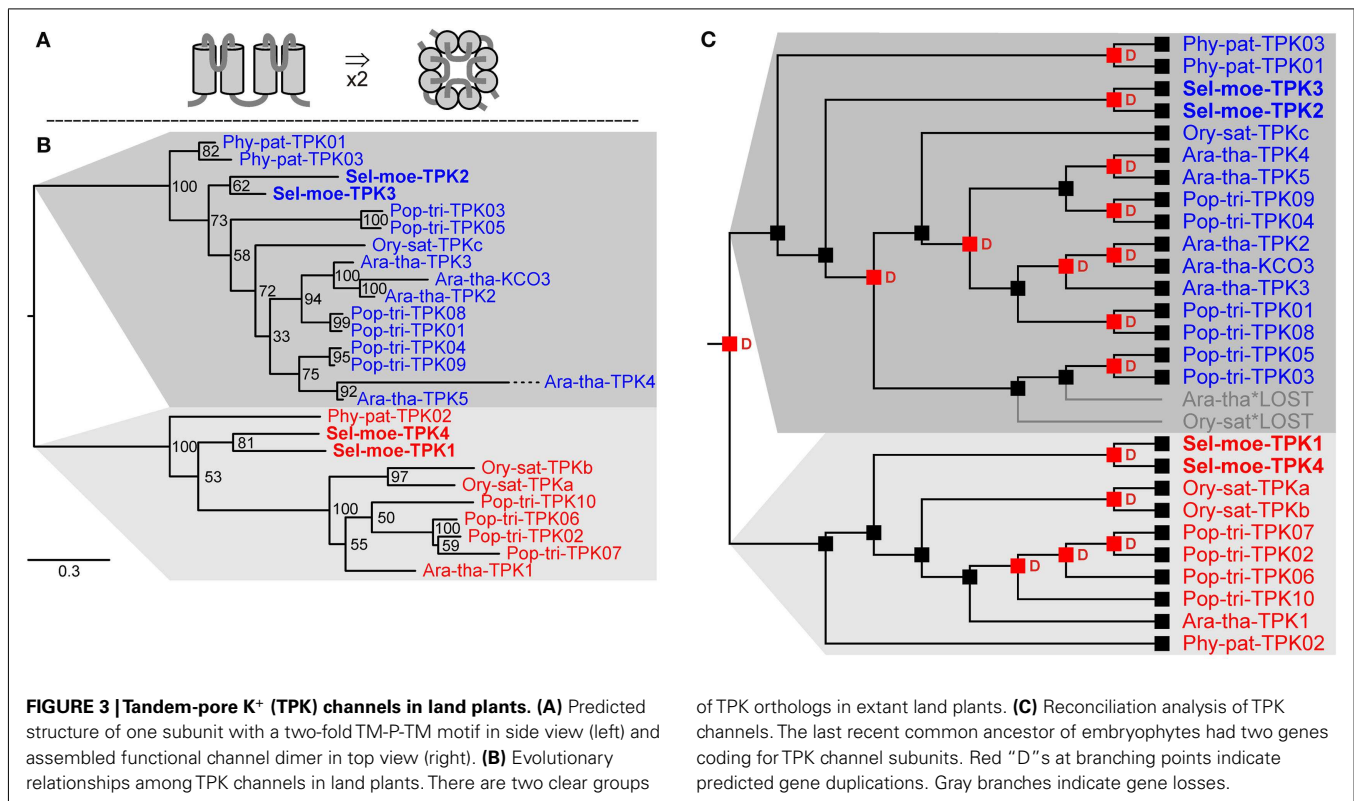 A
⇒
x2
B
Phy-pat-TPK01
82
Phy-pat-TPK03
100
Sel-moe-TPK2
62
Sel-moe-TPK3
73
Pop-tri-TPK03
100
Pop-tri-TPK05
58
Ory-sat-TPKc
Ara-tha-TPK3
100
Ara-tha-KCO3
72
100
Ara-tha-TPK2
94
Pop-tri-TPK08
99
Pop-tri-TPK01
33
Pop-tri-TPK04
95
Pop-tri-TPK09
75
Ara-tha-TPK4
92
Ara-tha-TPK5
Phy-pat-TPK02
100
Sel-moe-TPK4
81
Sel-moe-TPK1
53
Ory-sat-TPKb
97
Ory-sat-TPKa
100
Pop-tri-TPK10
50
Pop-tri-TPK06
100
Pop-tri-TPK02
55
59
Pop-tri-TPK07
Ara-tha-TPK1
0.3
C
Phy-pat-TPK03
D
Phy-pat-TPK01
Sel-moe-TPK3
D
Sel-moe-TPK2
Ory-sat-TPKc
Ara-tha-TPK4
D
Ara-tha-TPK5
Pop-tri-TPK09
D
Pop-tri-TPK04
D
Ara-tha-TPK2
D
Ara-tha-KCO3
D
D
Ara-tha-TPK3
Pop-tri-TPK01
D
Pop-tri-TPK08
D
Pop-tri-TPK05
D
Pop-tri-TPK03
Ara-tha*LOST
Ory-sat*LOST
Sel-moe-TPK1
D
Sel-moe-TPK4
Ory-sat-TPKa
D
Ory-sat-TPKb
Pop-tri-TPK07
D
Pop-tri-TPK02
D
D
Pop-tri-TPK06
Pop-tri-TPK10
Ara-tha-TPK1
Phy-pat-TPK02
FIGURE 3 | Tandem-pore K⁺ (TPK) channels in land plants. (A) Predicted
structure of one subunit with a two-fold TM-P-TM motif in side view (left) and
assembled functional channel dimer in top view (right). (B) Evolutionary
relationships among TPK channels in land plants. There are two clear groups
of TPK orthologs in extant land plants. (C) Reconciliation analysis of TPK
channels. The last recent common ancestor of embryophytes had two genes
coding for TPK channel subunits. Red "D"s at branching points indicate
predicted gene duplications. Gray branches indicate gene losses.